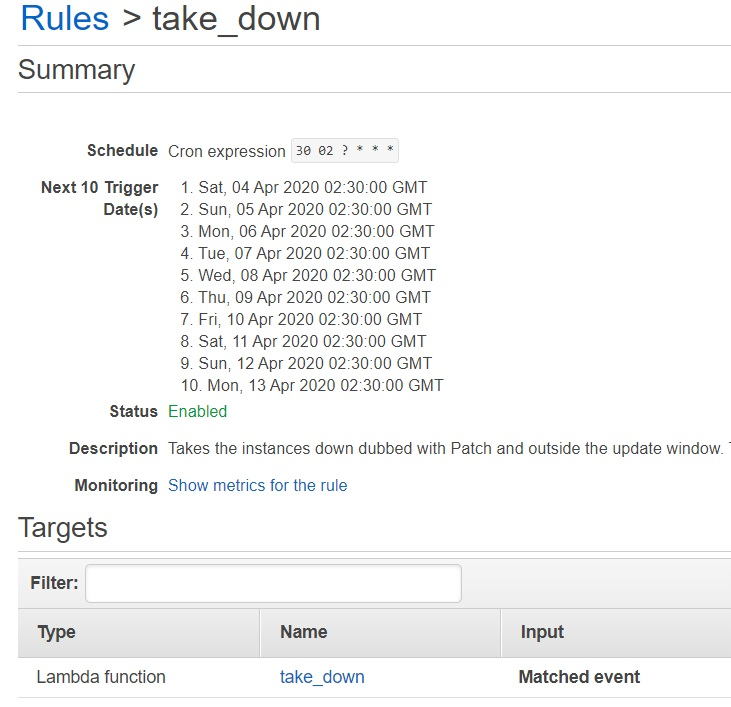 Rules > take_down
Summary
Schedule Cron expression 30 02 ? * * *
Next 10 Trigger 1. Sat, 04 Apr 2020 02:30:00 GMT
Date(s) 2. Sun, 05 Apr 2020 02:30:00 GMT
3. Mon, 06 Apr 2020 02:30:00 GMT
4. Tue, 07 Apr 2020 02:30:00 GMT
5. Wed, 08 Apr 2020 02:30:00 GMT
6. Thu, 09 Apr 2020 02:30:00 GMT
7. Fri, 10 Apr 2020 02:30:00 GMT
8. Sat, 11 Apr 2020 02:30:00 GMT
9. Sun, 12 Apr 2020 02:30:00 GMT
10. Mon, 13 Apr 2020 02:30:00 GMT
Status Enabled
Description Takes the instances down dubbed with Patch and outside the update window.
Monitoring Show metrics for the rule
Targets
Filter:
Type Name Input
Lambda function take_down Matched event